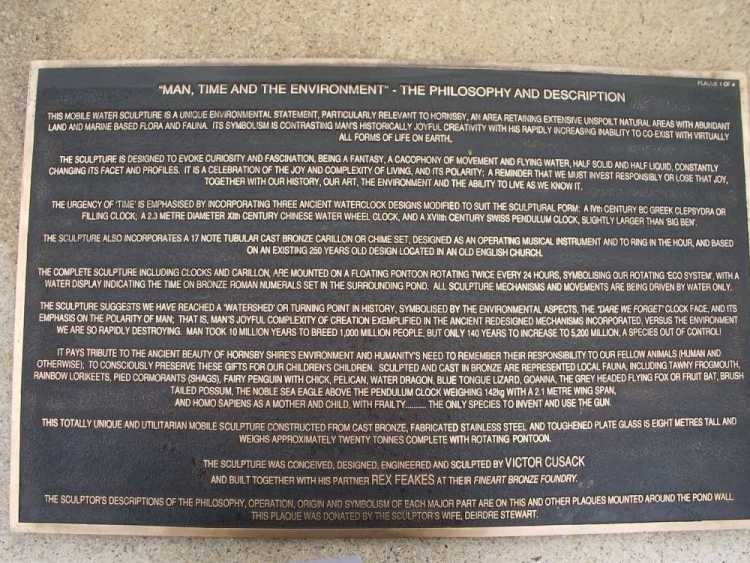 PLAQUE 1 OF 4
"MAN, TIME AND THE ENVIRONMENT" - THE PHILOSOPHY AND DESCRIPTION
THIS MOBILE WATER SCULPTURE IS A UNIQUE ENVIRONMENTAL STATEMENT, PARTICULARLY RELEVANT TO HORNSBY, AN AREA RETAINING EXTENSIVE UNSPOILT NATURAL AREAS WITH ABUNDANT
LAND AND MARINE BASED FLORA AND FAUNA. ITS SYMBOLISM IS CONTRASTING MAN'S HISTORICALLY JOYFUL CREATIVITY WITH HIS RAPIDLY INCREASING INABILITY TO CO-EXIST WITH VIRTUALLY
ALL FORMS OF LIFE ON EARTH.
THE SCULPTURE IS DESIGNED TO EVOKE CURIOSITY AND FASCINATION, BEING A FANTASY, A CACOPHONY OF MOVEMENT AND FLYING WATER, HALF SOLID AND HALF LIQUID, CONSTANTLY
CHANGING ITS FACET AND PROFILES. IT IS A CELEBRATION OF THE JOY AND COMPLEXITY OF LIVING, AND ITS POLARITY; A REMINDER THAT WE MUST INVEST RESPONSIBLY OR LOSE THAT JOY,
TOGETHER WITH OUR HISTORY, OUR ART, THE ENVIRONMENT AND THE ABILITY TO LIVE AS WE KNOW IT.
THE URGENCY OF 'TIME' IS EMPHASISED BY INCORPORATING THREE ANCIENT WATERCLOCK DESIGNS MODIFIED TO SUIT THE SCULPTURAL FORM: A IVth CENTURY BC GREEK CLEPSYDRA OR
FILLING CLOCK; A 2.3 METRE DIAMETER XIth CENTURY CHINESE WATER WHEEL CLOCK, AND A XVIIth CENTURY SWISS PENDULUM CLOCK, SLIGHTLY LARGER THAN 'BIG BEN'.
THE SCULPTURE ALSO INCORPORATES A 17 NOTE TUBULAR CAST BRONZE CARILLON OR CHIME SET, DESIGNED AS AN OPERATING MUSICAL INSTRUMENT AND TO RING IN THE HOUR, AND BASED
ON AN EXISTING 250 YEARS OLD DESIGN LOCATED IN AN OLD ENGLISH CHURCH.
THE COMPLETE SCULPTURE INCLUDING CLOCKS AND CARILLON, ARE MOUNTED ON A FLOATING PONTOON ROTATING TWICE EVERY 24 HOURS, SYMBOLISING OUR ROTATING 'ECO SYSTEM', WITH A
WATER DISPLAY INDICATING THE TIME ON BRONZE ROMAN NUMERALS SET IN THE SURROUNDING POND. ALL SCULPTURE MECHANISMS AND MOVEMENTS ARE BEING DRIVEN BY WATER ONLY.
THE SCULPTURE SUGGESTS WE HAVE REACHED A 'WATERSHED' OR TURNING POINT IN HISTORY, SYMBOLISED BY THE ENVIRONMENTAL ASPECTS, THE "DARE WE FORGET" CLOCK FACE, AND ITS
EMPHASIS ON THE POLARITY OF MAN; THAT IS, MAN'S JOYFUL COMPLEXITY OF CREATION EXEMPLIFIED IN THE ANCIENT REDESIGNED MECHANISMS INCORPORATED, VERSUS THE ENVIRONMENT
WE ARE SO RAPIDLY DESTROYING. MAN TOOK 10 MILLION YEARS TO BREED 1,000 MILLION PEOPLE, BUT ONLY 140 YEARS TO INCREASE TO 5,200 MILLION, A SPECIES OUT OF CONTROL!
IT PAYS TRIBUTE TO THE ANCIENT BEAUTY OF HORNSBY SHIRE'S ENVIRONMENT AND HUMANITY'S NEED TO REMEMBER THEIR RESPONSIBILITY TO OUR FELLOW ANIMALS (HUMAN AND
OTHERWISE), TO CONSCIOUSLY PRESERVE THESE GIFTS FOR OUR CHILDREN'S CHILDREN. SCULPTED AND CAST IN BRONZE ARE REPRESENTED LOCAL FAUNA, INCLUDING TAWNY FROGMOUTH,
RAINBOW LORIKEETS, PIED CORMORANTS (SHAGS), FAIRY PENGUIN WITH CHICK, PELICAN, WATER DRAGON, BLUE TONGUE LIZARD, GOANNA, THE GREY HEADED FLYING FOX OR FRUIT BAT, BRUSH
TAILED POSSUM, THE NOBLE SEA EAGLE ABOVE THE PENDULUM CLOCK WEIGHING 142kg WITH A 2.1 METRE WING SPAN,
AND HOMO SAPIENS AS A MOTHER AND CHILD, WITH FRAILTY.......... THE ONLY SPECIES TO INVENT AND USE THE GUN.
THIS TOTALLY UNIQUE AND UTILITARIAN MOBILE SCULPTURE CONSTRUCTED FROM CAST BRONZE, FABRICATED STAINLESS STEEL AND TOUGHENED PLATE GLASS IS EIGHT METRES TALL AND
WEIGHS APPROXIMATELY TWENTY TONNES COMPLETE WITH ROTATING PONTOON.
THE SCULPTURE WAS CONCEIVED, DESIGNED, ENGINEERED AND SCULPTED BY VICTOR CUSACK
AND BUILT TOGETHER WITH HIS PARTNER REX FEAKES AT THEIR FINEART BRONZE FOUNDRY.
THE SCULPTOR'S DESCRIPTIONS OF THE PHILOSOPHY, OPERATION, ORIGIN AND SYMBOLISM OF EACH MAJOR PART ARE ON THIS AND OTHER PLAQUES MOUNTED AROUND THE POND WALL.
THIS PLAQUE WAS DONATED BY THE SCULPTOR'S WIFE, DEIRDRE STEWART.